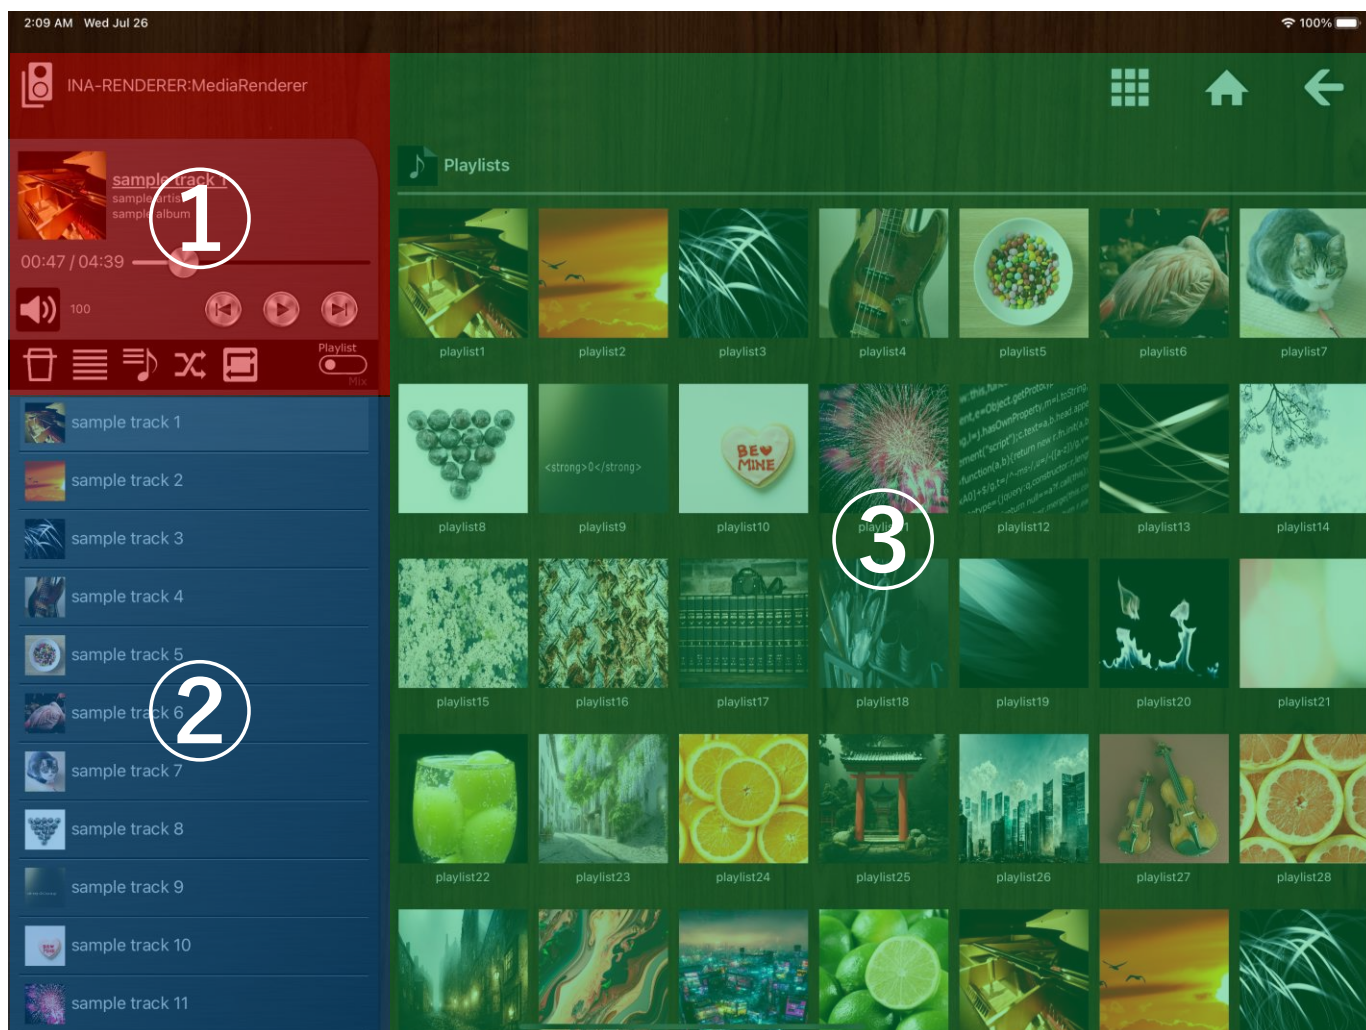 2:09 AM Wed Jul 26
100%
INA-RENDERER:MediaRenderer
sample track 1
sample artis
sample album
①
00:47 / 04:39
100
Playlist
Mix
sample track 1
sample track 2
sample track 3
sample track 4
sample track 5
sample track 6
②
sample track 7
sample track 8
sample track 9
sample track 10
sample track 11
Playlists
playlist1
playlist2
playlist3
playlist4
playlist5
playlist6
playlist7
<strong>0</strong>
BE
MINE
playlist8
playlist9
playlist10
playlist12
playlist13
playlist14
③
playlist15
playlist16
playlist17
playlist18
playlist19
playlist20
playlist21
playlist22
playlist23
playlist24
playlist25
playlist26
playlist27
playlist28